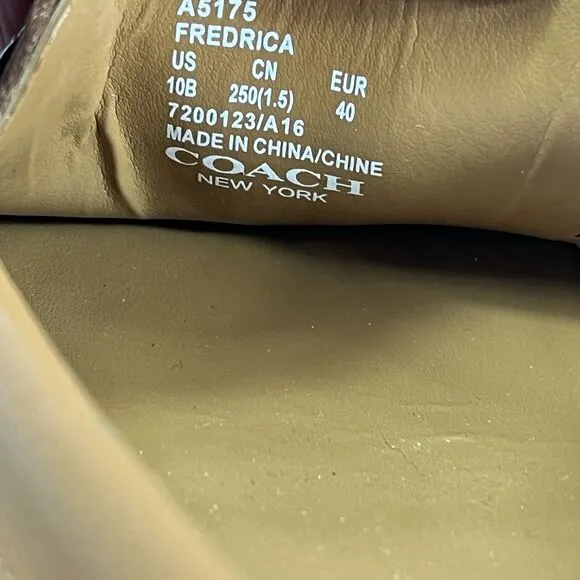 A5175
FREDRICA
US CN EUR
10B 250(1.5) 40
7200123/A16
MADE IN CHINA/CHINE
COACH
NEW YORK